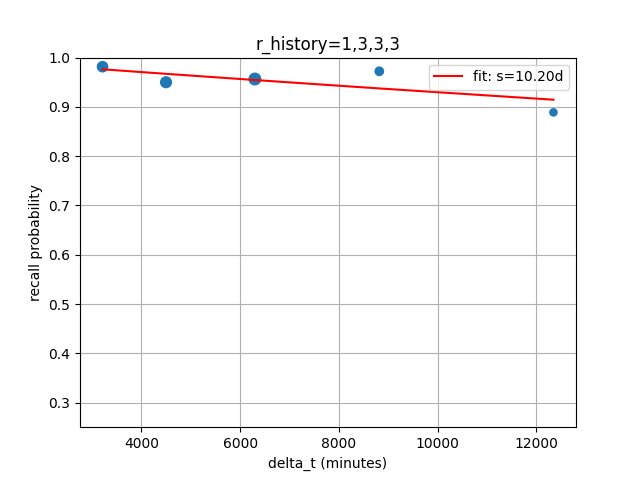 r_history=1,3,3,3
fit: s=10.20d
recall probability
1.0
0.9
0.8
0.7
0.6
0.5
0.4
0.3
4000 6000 8000 10000 12000
delta_t (minutes)